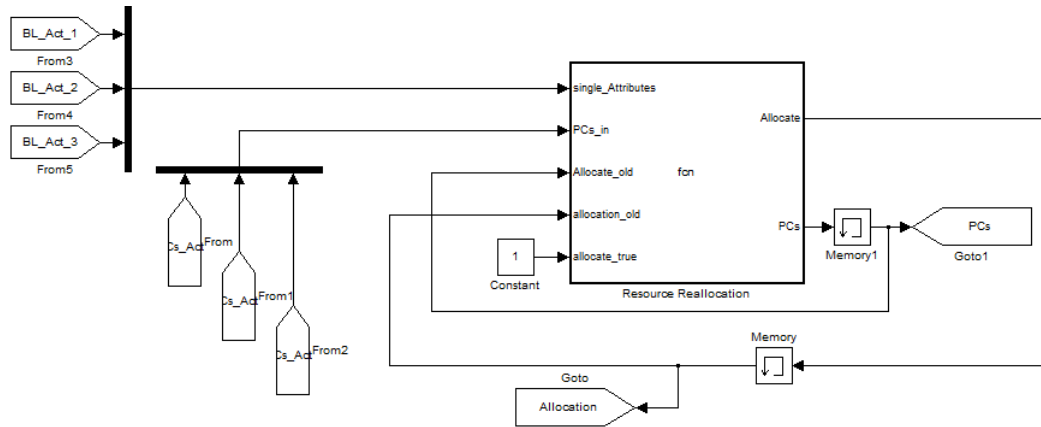 BL_Act_1
From3
BL_Act_2
From4
BL_Act_3
From5
Cs_Act
From
Cs_Act
From1
Cs_Act
From2
single_Attributes
PCs_in
Allocate_old
allocation_old
allocate_true
fcn
Allocate
PCs
Resource Reallocation
1
Constant
Memory1
PCs
Goto1
Memory
Goto
Allocation